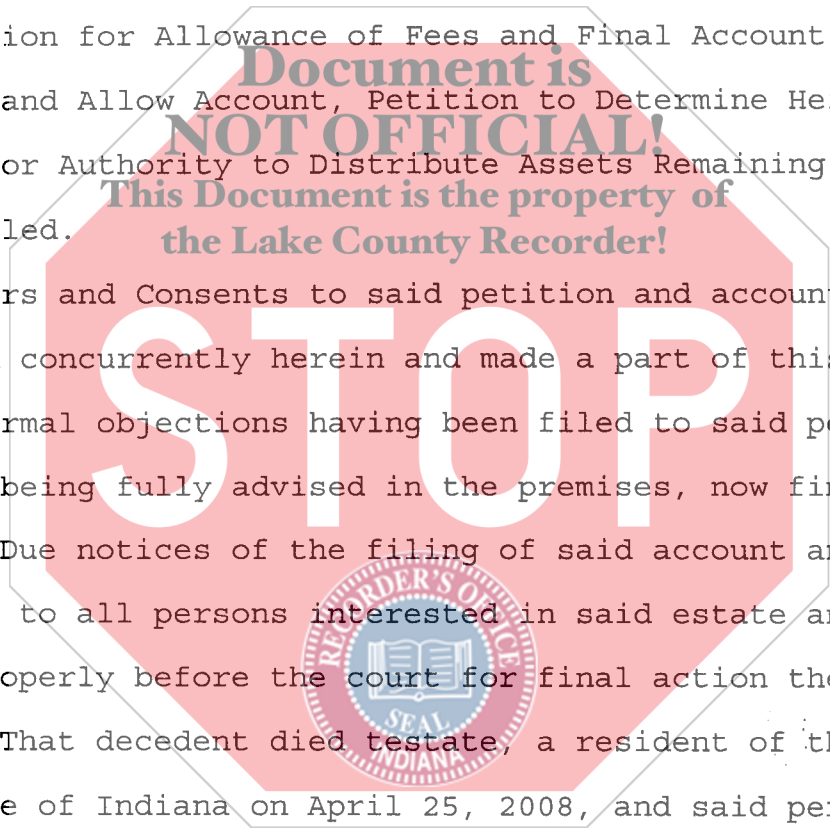 ion for Allowance of Fees and Final Account
Document is
and Allow Account, Petition to Determine
NOT OFFICIAL!
or Authority to Distribute Assets Remaining
This Document is the property of
led.
the Lake County Recorder!
rs and Consents to said petition and account
concurrently herein and made a part of this
STOP
rmal objections having been filed to said
being fully advised in the premises, now
Due notices of the filing of said account
RECORDER'S OFFICE
to all persons interested in said estate
operly before the court for final action
SEAL
INDIANA
That decedent died testate, a resident of
e of Indiana on April 25, 2008, and said